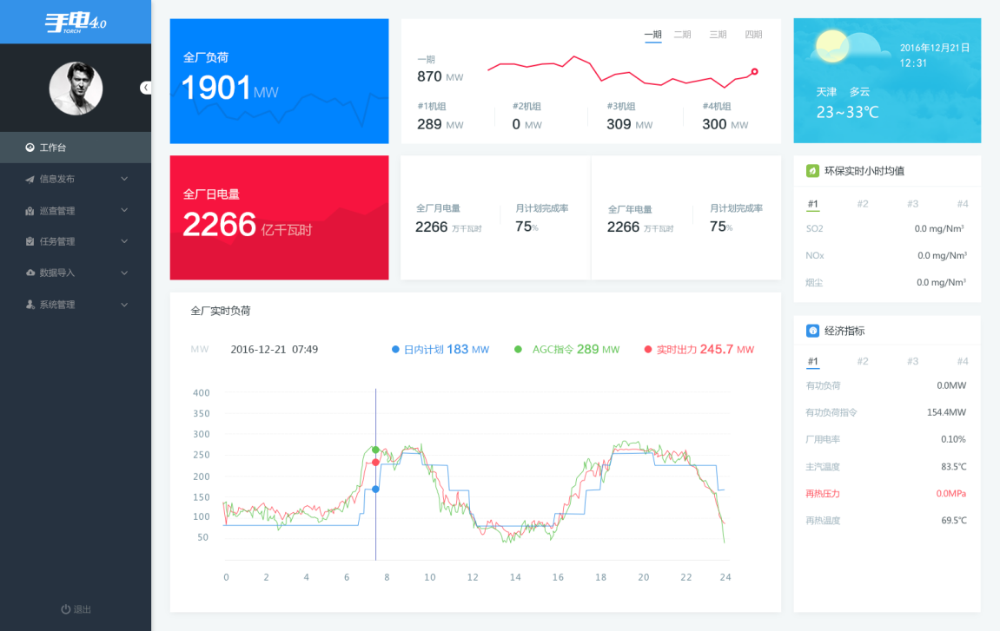 手电4.0
TORCH
工作台
信息发布
巡查管理
任务管理
数据导入
系统管理
退出
全厂负荷
1901MW
一期 二期 三期 四期
一期
870 MW
#1机组 #2机组 #3机组 #4机组
289 MW 0 MW 309 MW 300 MW
2016年12月21日
12:31
天津 多云
23~33℃
全厂日电量
2266 亿千瓦时
全厂月电量 月计划完成率
2266 万千瓦时 75%
全厂年电量 月计划完成率
2266 万千瓦时 75%
环保实时小时均值
#1 #2 #3 #4
SO2 0.0 mg/Nm³
NOx 0.0 mg/Nm³
烟尘 0.0 mg/Nm³
全厂实时负荷
MW 2016-12-21 07:49 日内计划 183 MW AGC指令 289 MW 实时出力 245.7 MW
400
350
300
250
200
150
100
50
0 2 4 6 8 10 12 14 16 18 20 22 24
经济指标
#1 #2 #3 #4
有功负荷 0.0MW
有功负荷指令 154.4MW
厂用电率 0.10%
主汽温度 83.5℃
再热压力 0.0MPa
再热温度 69.5℃